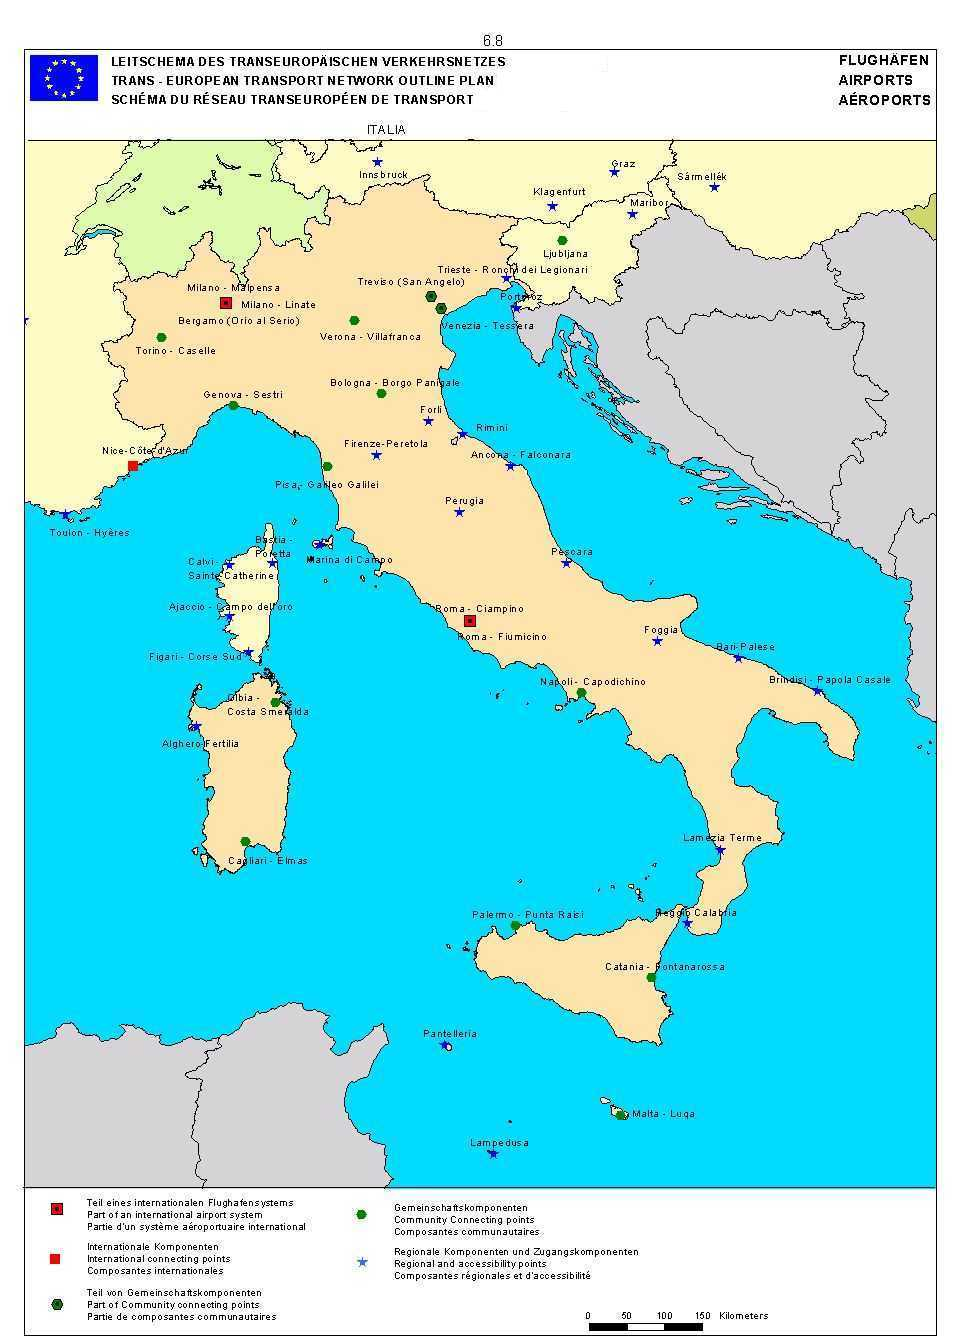 6.8
LEITSCHEMA DES TRANSEUROPÄISCHEN VERKEHRSNETZES
TRANS - EUROPEAN TRANSPORT NETWORK OUTLINE PLAN
SCHÉMA DU RÉSEAU TRANSEUROPÉEN DE TRANSPORT
FLUGHÄFEN
AIRPORTS
AÉROPORTS
ITALIA
Innsbruck
Graz
Sármellék
Klagenfurt
Maribor
Ljubljana
Trieste - Ronchi dei Legionari
Treviso (San Angelo)
Milano - Malpensa
Portoroz
Milano - Linate
Bergamo (Orio al Serio)
Venezia - Tessera
Verona - Villafranca
Torino - Caselle
Bologna - Borgo Panigale
Genova - Sestri
Forli
Rimini
Firenze-Peretola
Nice-Côte d'Azur
Ancona - Falconara
Pisa - Galileo Galilei
Perugia
Toulon - Hyères
Bastia -
Poretta
Pescara
Marina di Campo
Calvi -
Sainte Catherine
Ajaccio - Campo dell'oro
Roma - Ciampino
Roma - Fiumicino
Foggia
Bari-Palese
Figari - Corse Sud
Napoli - Capodichino
Brindisi - Papola Casale
Olbia -
Costa Smeralda
Alghero-Fertilia
Lamezia Terme
Cagliari - Elmas
Palermo - Punta Raisi
Reggio Calabria
Catania - Fontanarossa
Pantelleria
Malta - Luqa
Lampedusa
Teil eines internationalen Flughafensystems
Part of an international airport system
Partie d'un système aéroportuaire international
Internationale Komponenten
International connecting points
Composantes internationales
Teil von Gemeinschaftskomponenten
Part of Community connecting points
Partie de composantes communautaires
Gemeinschaftskomponenten
Community Connecting points
Composantes communautaires
Regionale Komponenten und Zugangskomponenten
Regional and accessibility points
Composantes régionales et d'accessibilité
0 50 100 150 Kilometers